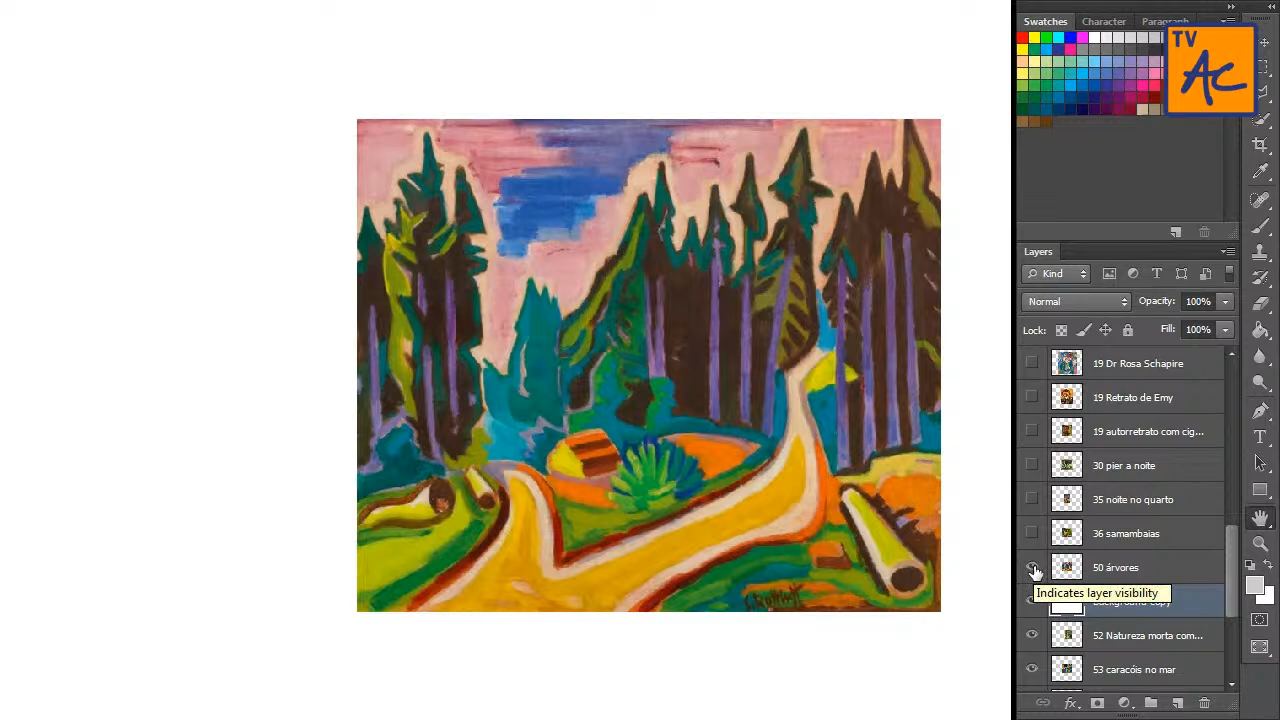 Swatches Character Paragraph
TV
AC
Layers
Kind
Normal Opacity: 100%
Lock: Fill: 100%
19 Dr Rosa Schapire
19 Retrato de Emy
19 autorretrato com cig...
30 pier a noite
35 noite no quarto
36 samambaias
50 árvores
Indicates layer visibility
Background copy
52 Natureza morta com...
53 caracóis no mar